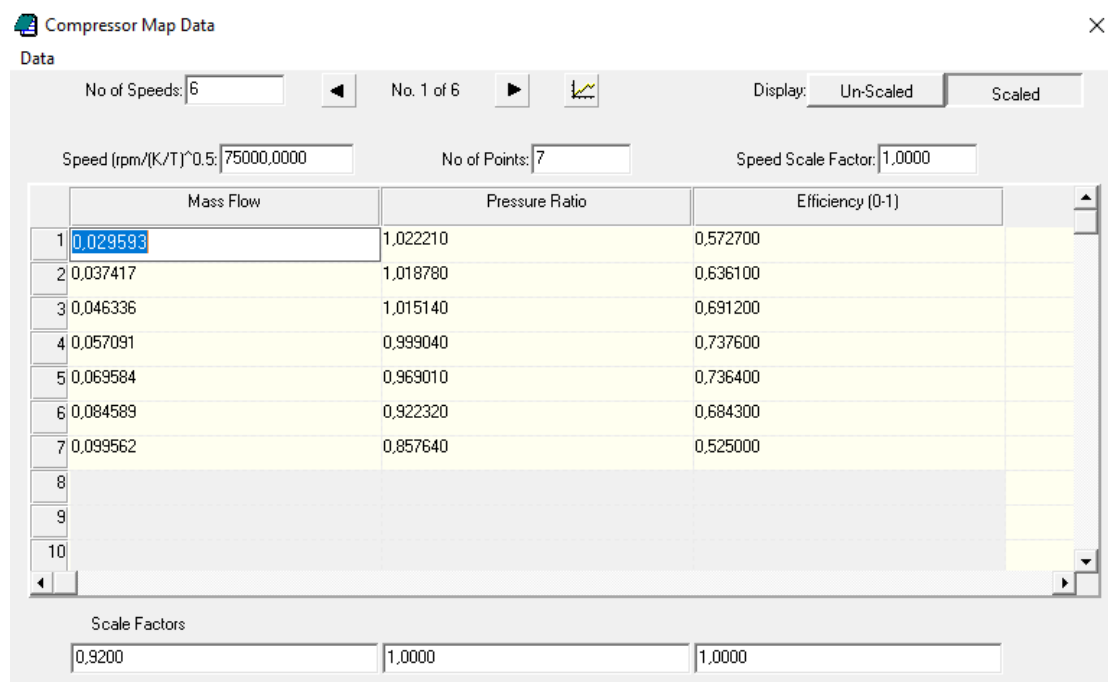 Compressor Map Data
Data
No of Speeds: 6 No. 1 of 6 Display: Un-Scaled Scaled
Speed (rpm/(K/T)^0.5: 75000,0000 No of Points: 7 Speed Scale Factor: 1,0000
Mass Flow Pressure Ratio Efficiency (0-1)
1 0,029593 1,022210 0,572700
2 0,037417 1,018780 0,636100
3 0,046336 1,015140 0,691200
4 0,057091 0,999040 0,737600
5 0,069584 0,969010 0,736400
6 0,084589 0,922320 0,684300
7 0,099562 0,857640 0,525000
8
9
10
Scale Factors
0,9200 1,0000 1,0000